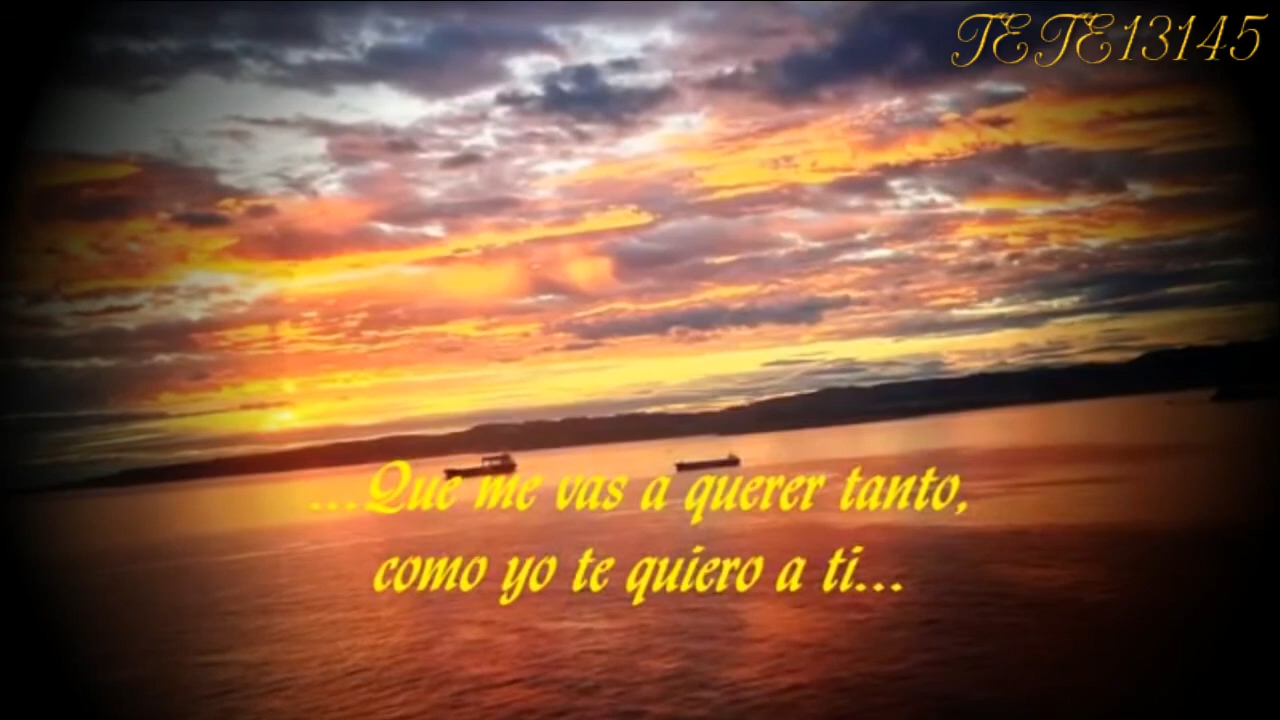 TETE13145
...Que me vas a querer tanto,
como yo te quiero a ti...